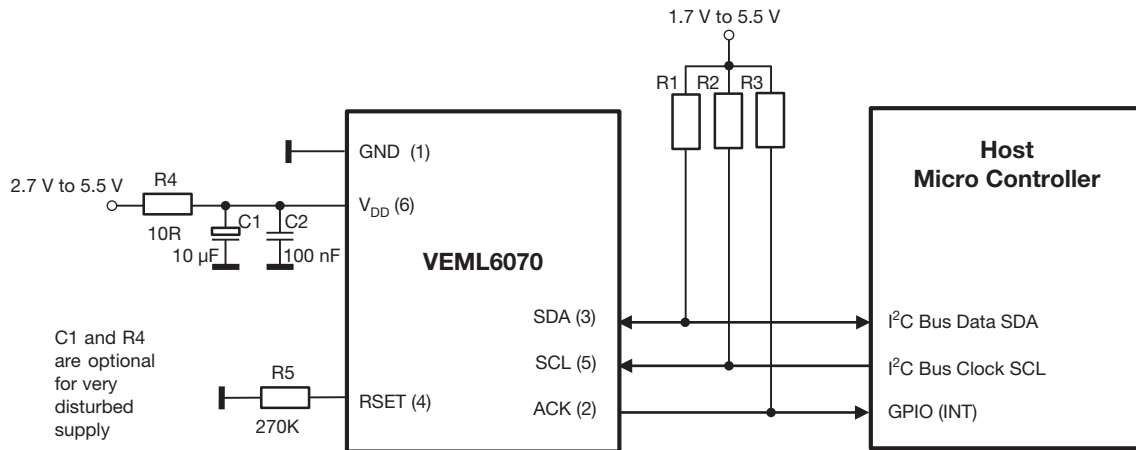 1.7 V to 5.5 V
R1 R2 R3
GND (1)
Host
Micro Controller
2.7 V to 5.5 V
R4
V_DD (6)
C1
C2
10R
10 µF
100 nF
VEML6070
SDA (3)
I²C Bus Data SDA
C1 and R4
are optional
for very
disturbed
supply
SCL (5)
I²C Bus Clock SCL
R5
RSET (4)
ACK (2)
GPIO (INT)
270K